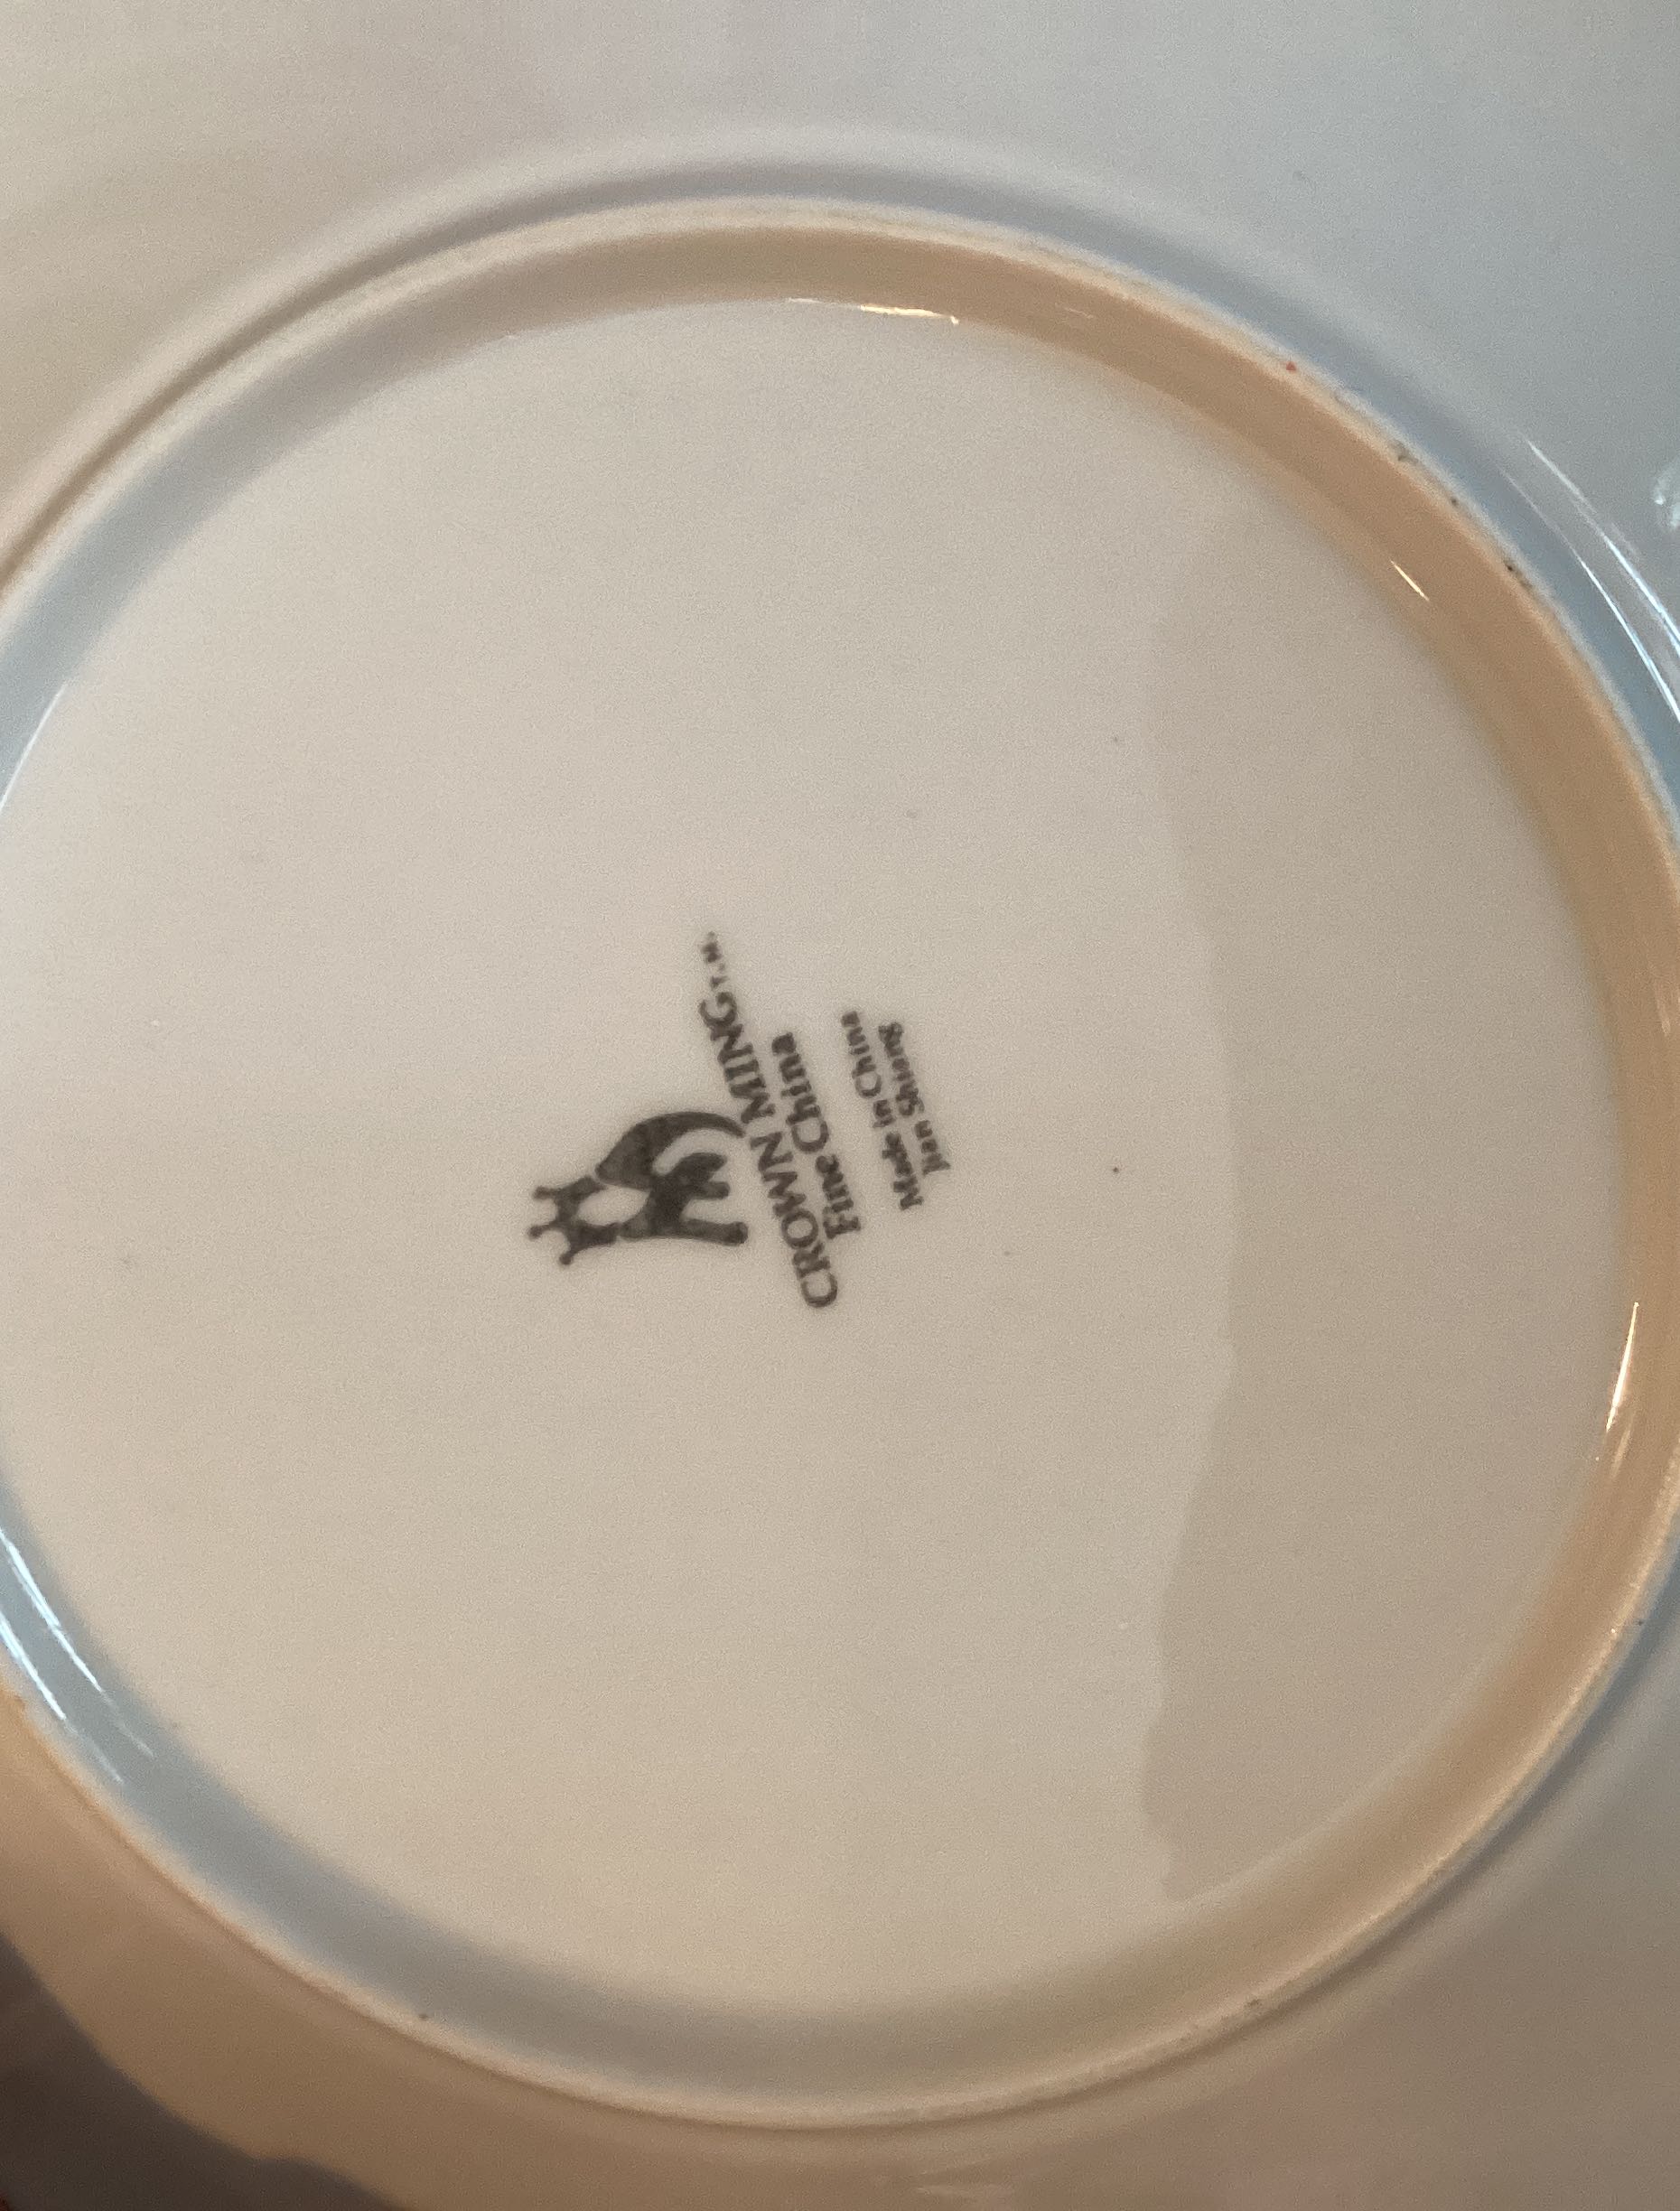 CROWN MING T.M.
Fine China
Made in China
Jian Shiang